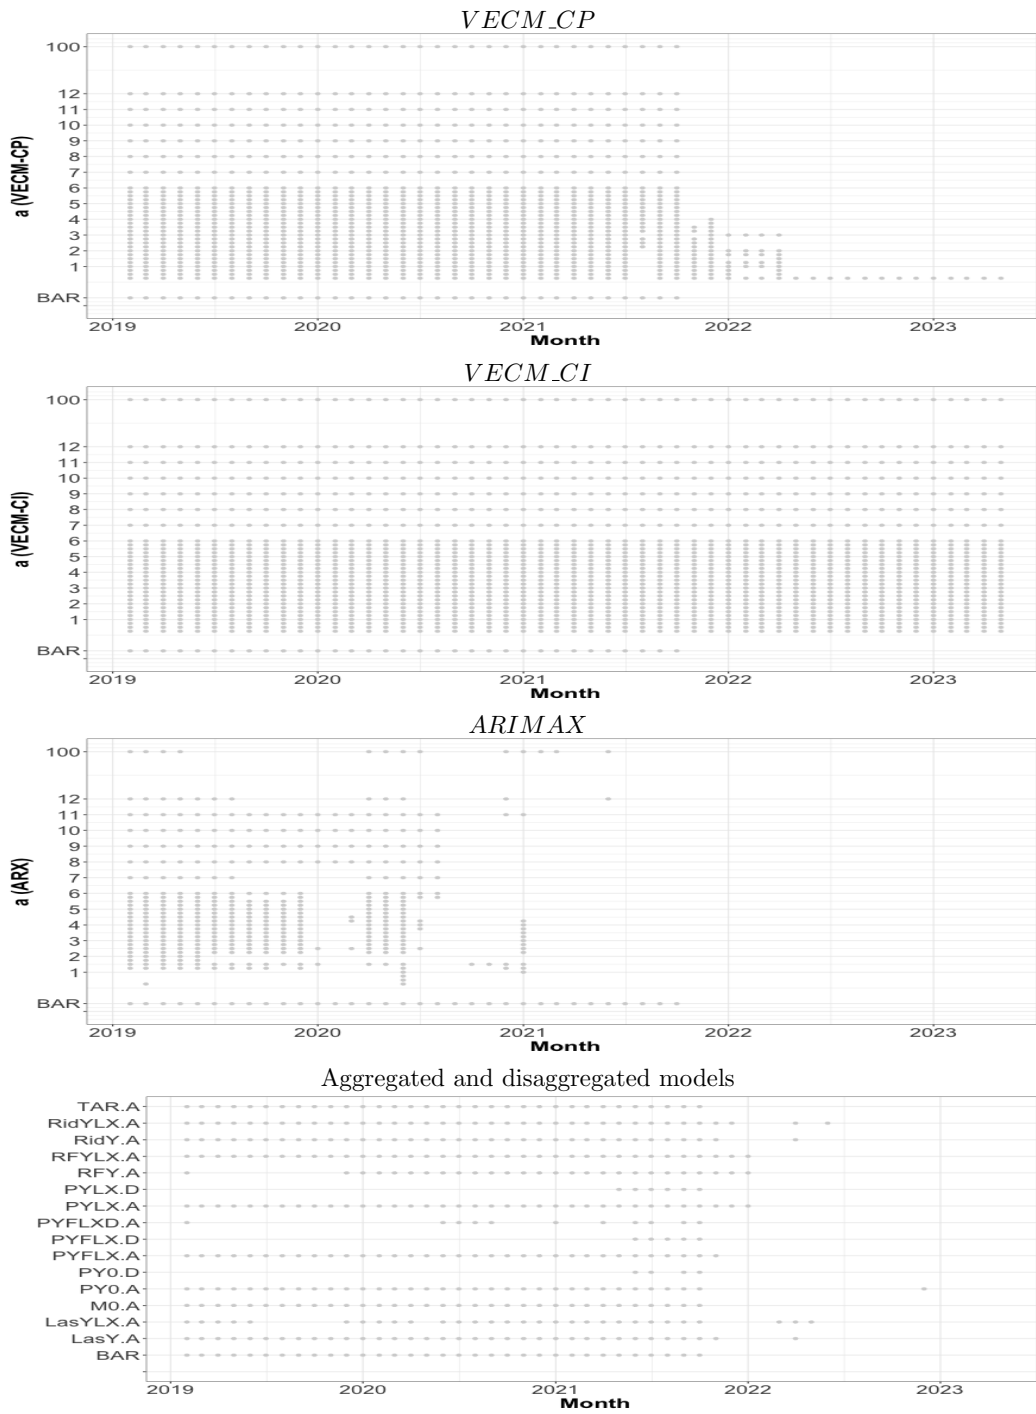 VECM_CP
a (VECM-CP)
100
12
11
10
9
8
7
6
5
4
3
2
1
BAR
2019 2020 2021 2022 2023
Month
VECM_CI
a (VECM-CI)
100
12
11
10
9
8
7
6
5
4
3
2
1
BAR
2019 2020 2021 2022 2023
Month
ARIMAX
a (ARX)
100
12
11
10
9
8
7
6
5
4
3
2
1
BAR
2019 2020 2021 2022 2023
Month
Aggregated and disaggregated models
TAR.A
RidYLX.A
RidY.A
RFYLX.A
RFY.A
PYLX.D
PYLX.A
PYFLXD.A
PYFLX.D
PYFLX.A
PY0.D
PY0.A
M0.A
LasYLX.A
LasY.A
BAR
2019 2020 2021 2022 2023
Month